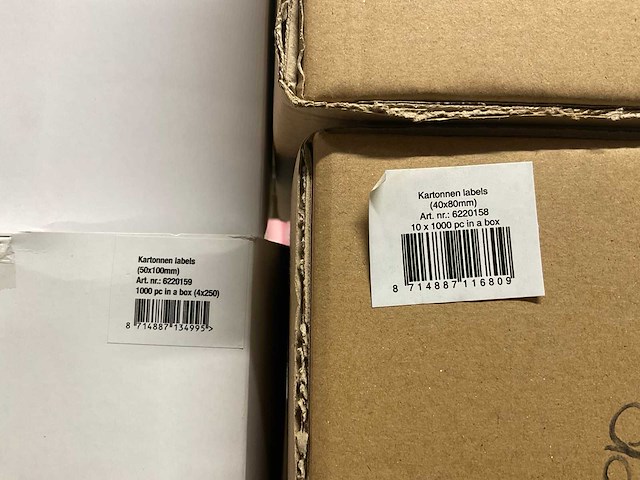 Kartonnen labels
(50x100mm)
Art. nr.: 6220159
1000 pc in a box (4x250)
8 714887 134995 >
Kartonnen labels
(40x80mm)
Art. nr.: 6220158
10 x 1000 pc in a box
8 714887 116809